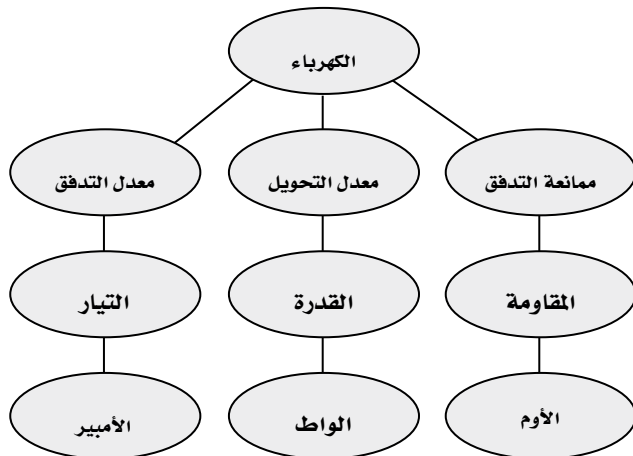 الكهرباء
ممانعة التدفق
معدل التحويل
معدل التدفق
المقاومة
القدرة
التيار
الأوم
الواط
الأمبير